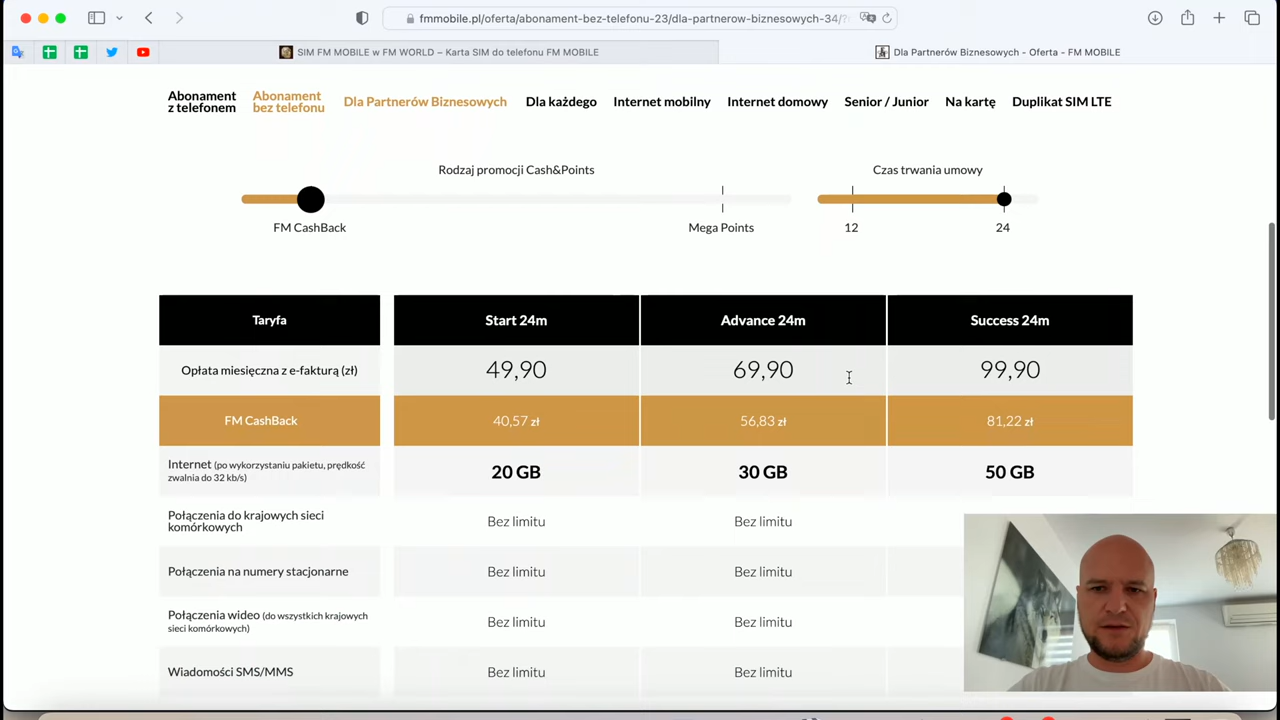 fmmobile.pl/oferta/abonament-bez-telefonu-23/dla-partnerow-biznesowych-34/?
SIM FM MOBILE w FM WORLD – Karta SIM do telefonu FM MOBILE
Dla Partnerów Biznesowych - Oferta - FM MOBILE
Abonament
z telefonem
Abonament
bez telefonu
Dla Partnerów Biznesowych
Dla każdego
Internet mobilny
Internet domowy
Senior / Junior
Na kartę
Duplikat SIM LTE
Rodzaj promocji Cash&Points
Czas trwania umowy
FM CashBack
Mega Points
12
24
Taryfa
Start 24m
Advance 24m
Success 24m
Opłata miesięczna z e-fakturą (zł)
49,90
69,90
99,90
FM CashBack
40,57 zł
56,83 zł
81,22 zł
Internet (po wykorzystaniu pakietu, prędkość
zwalnia do 32 kb/s)
20 GB
30 GB
50 GB
Połączenia do krajowych sieci
komórkowych
Bez limitu
Bez limitu
Połączenia na numery stacjonarne
Bez limitu
Bez limitu
Połączenia wideo (do wszystkich krajowych
sieci komórkowych)
Bez limitu
Bez limitu
Wiadomości SMS/MMS
Bez limitu
Bez limitu